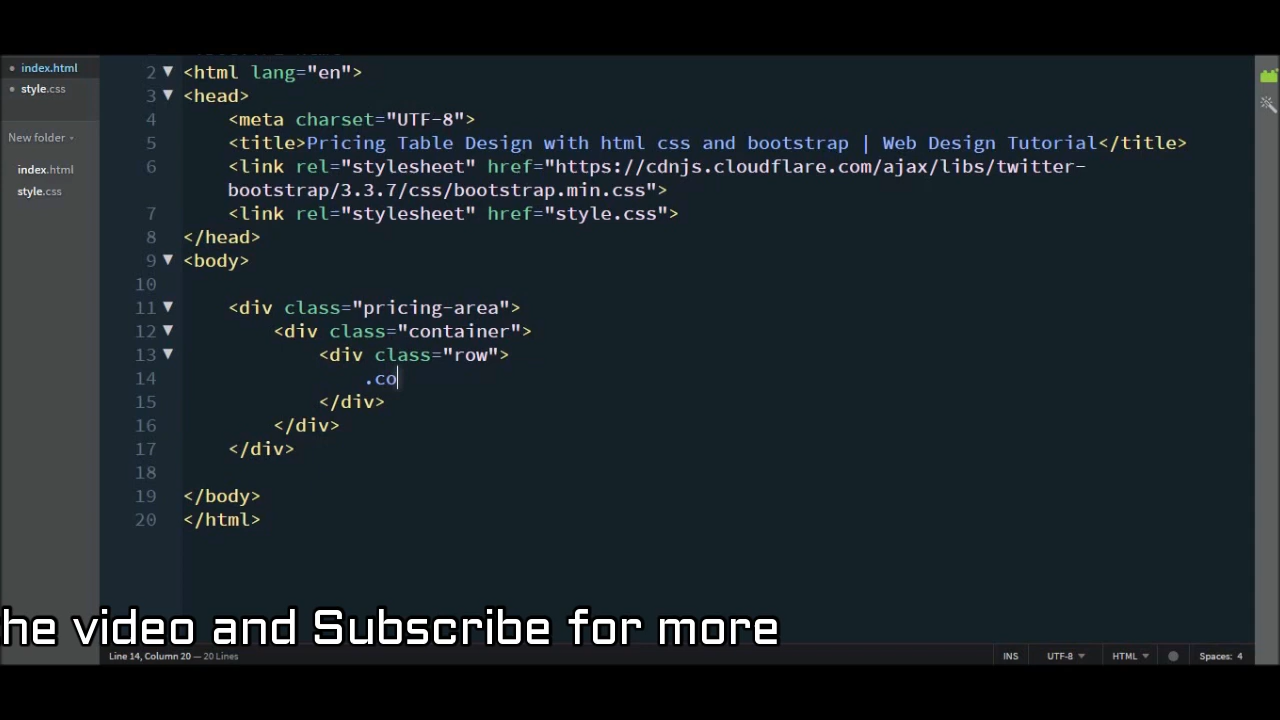 index.html
style.css
New folder
index.html
style.css
2 <html lang="en">
3 <head>
4 <meta charset="UTF-8">
5 <title>Pricing Table Design with html css and bootstrap | Web Design Tutorial</title>
6 <link rel="stylesheet" href="https://cdnjs.cloudflare.com/ajax/libs/twitter-
bootstrap/3.3.7/css/bootstrap.min.css">
7 <link rel="stylesheet" href="style.css">
8 </head>
9 <body>
10
11 <div class="pricing-area">
12 <div class="container">
13 <div class="row">
14 .co
15 </div>
16 </div>
17 </div>
18
19 </body>
20 </html>
he video and Subscribe for more
Line 14, Column 20 — 20 Lines
INS
UTF-8
HTML
Spaces: 4